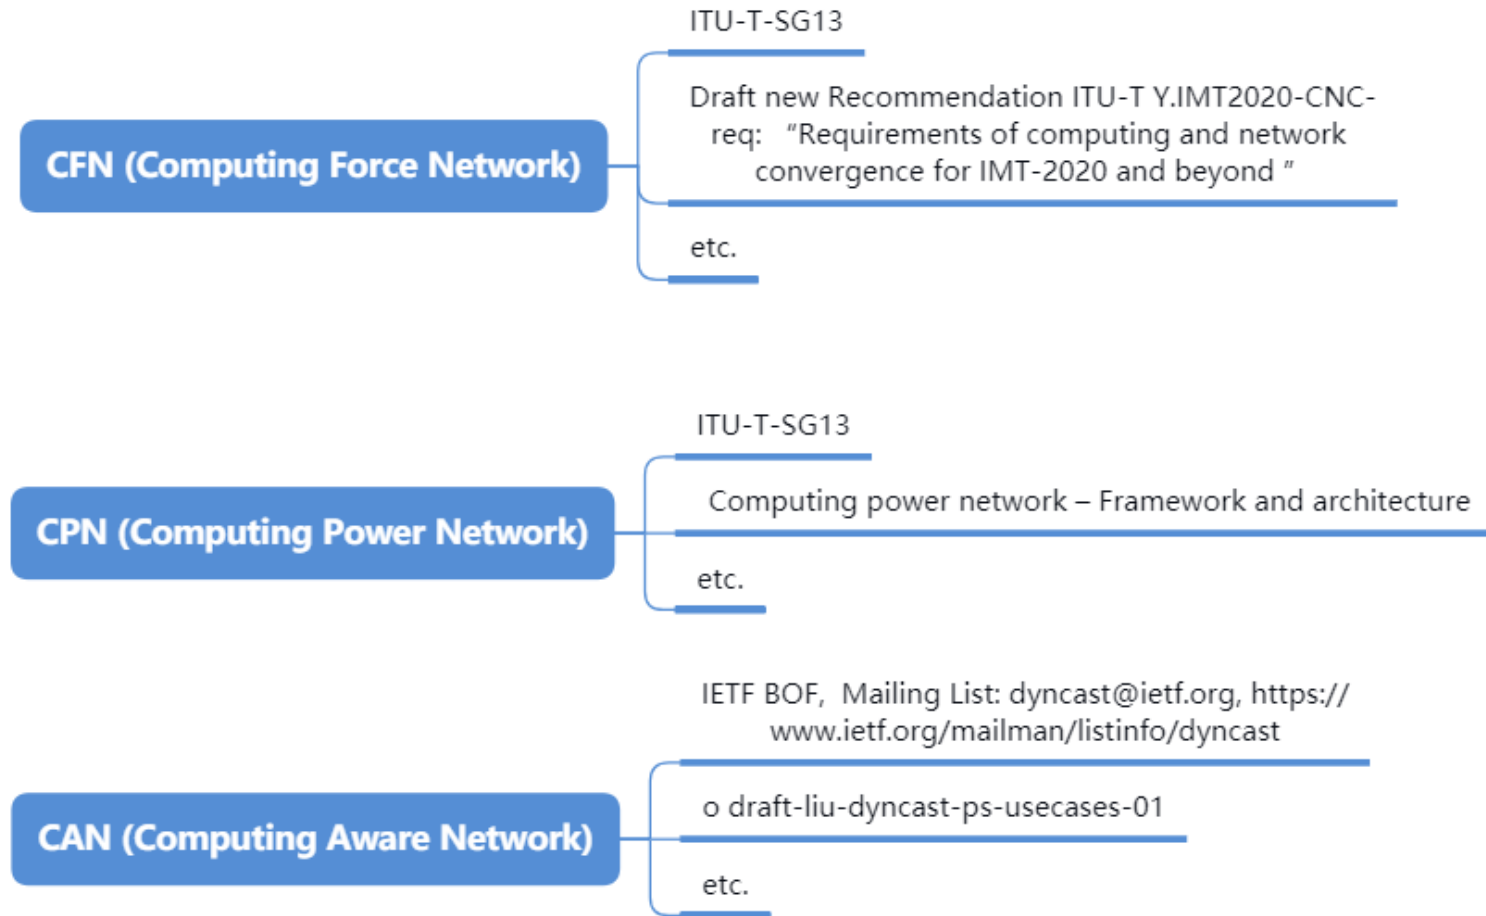 CFN (Computing Force Network)
ITU-T-SG13
Draft new Recommendation ITU-T Y.IMT2020-CNC-
req: “Requirements of computing and network
convergence for IMT-2020 and beyond ”
etc.
CPN (Computing Power Network)
ITU-T-SG13
Computing power network – Framework and architecture
etc.
CAN (Computing Aware Network)
IETF BOF, Mailing List: dyncast@ietf.org, https://
www.ietf.org/mailman/listinfo/dyncast
o draft-liu-dyncast-ps-usecases-01
etc.